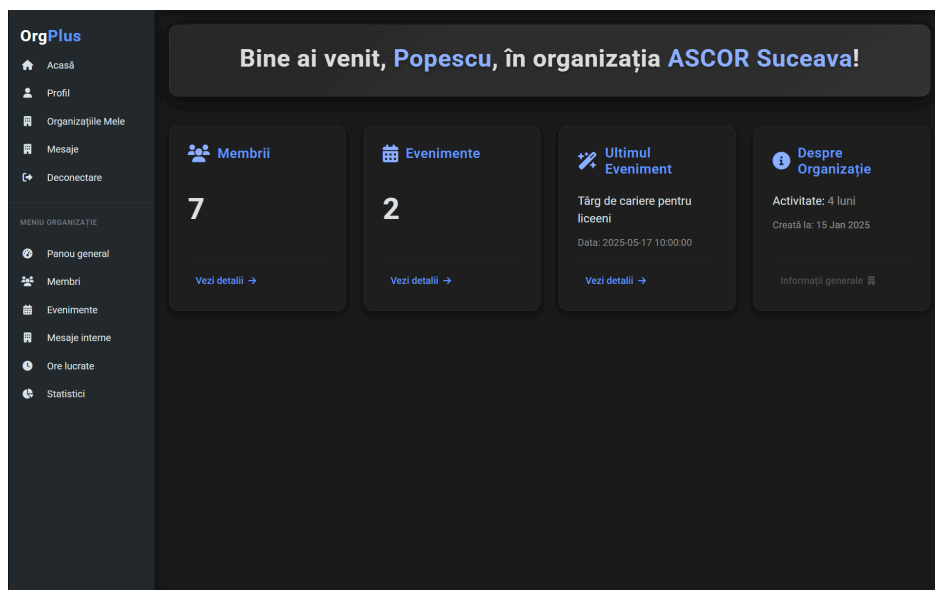 OrgPlus
Acasă
Profil
Organizațiile Mele
Mesaje
Deconectare
MENIU ORGANIZAȚIE
Panou general
Membri
Evenimente
Mesaje interne
Ore lucrate
Statistici
Bine ai venit, Popescu, în organizația ASCOR Suceava!
Membrii
7
Vezi detalii →
Evenimente
2
Vezi detalii →
Ultimul
Eveniment
Târg de cariere pentru
liceeni
Data: 2025-05-17 10:00:00
Vezi detalii →
Despre
Organizație
Activitate: 4 luni
Creată la: 15 Jan 2025
Informații generale